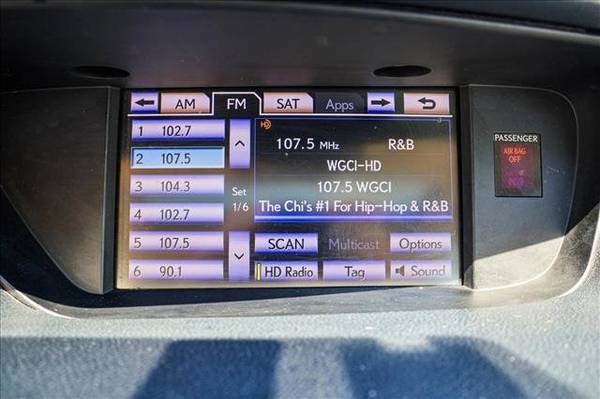 AM FM SAT Apps
1 102.7
2 107.5
3 104.3
4 102.7
5 107.5
6 90.1
Set
1/6
HD
107.5 MHz R&B
WGCI-HD
107.5 WGCI
The Chi's #1 For Hip-Hop & R&B
SCAN Multicast Options
HD Radio Tag Sound
PASSENGER
AIR BAG
OFF